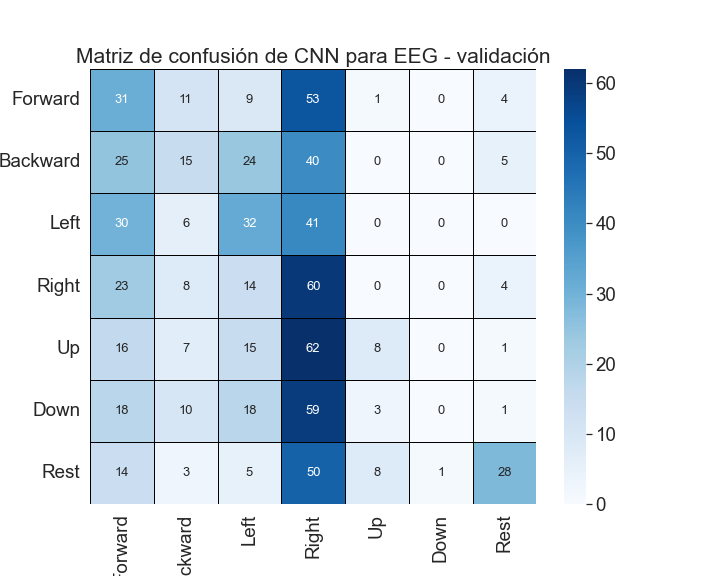 Matriz de confusión de CNN para EEG - validación
Forward 31 11 9 53 1 0 4
Backward 25 15 24 40 0 0 5
Left 30 6 32 41 0 0 0
Right 23 8 14 60 0 0 4
Up 16 7 15 62 8 0 1
Down 18 10 18 59 3 0 1
Rest 14 3 5 50 8 1 28
Forward
ckward
Left
Right
Up
Down
Rest
60
50
40
30
20
10
0